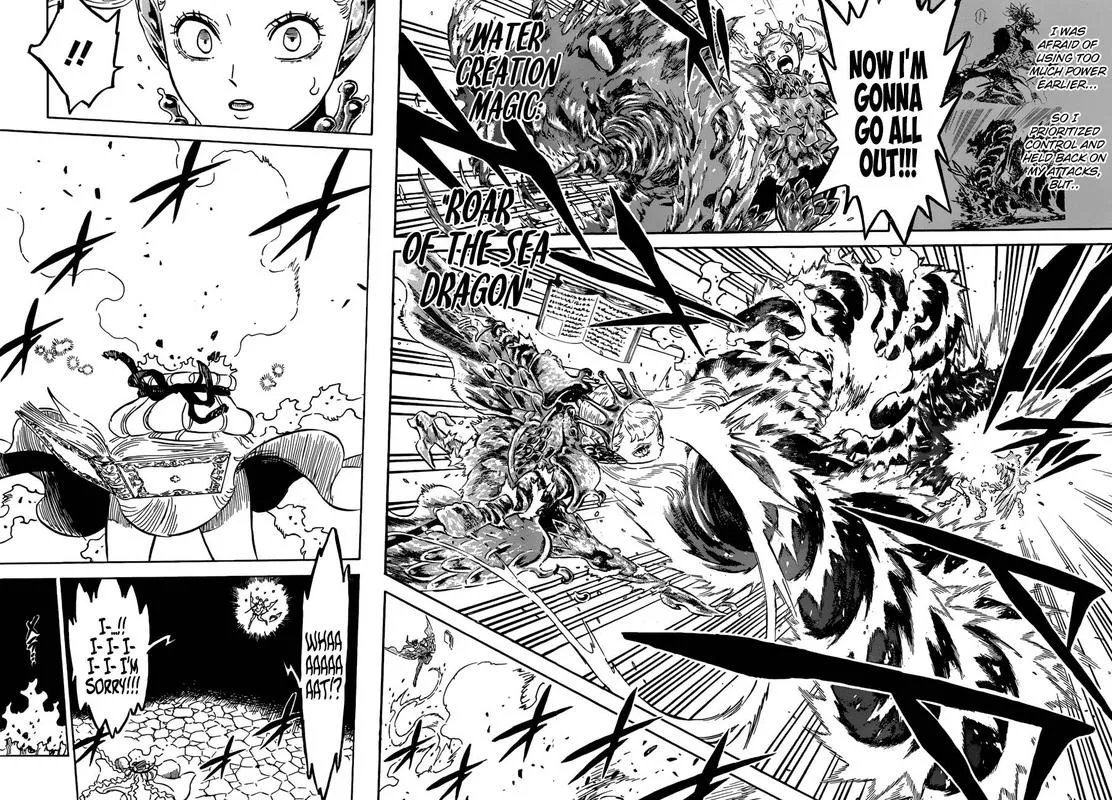 I WAS
AFRAID OF
USING TOO
MUCH POWER
EARLIER...
SO I
PRIORITIZED
CONTROL AND
HELD BACK
ON MY
ATTACKS,
BUT...
NOW I'M
GONNA
GO ALL
OUT!!!
WATER
CREATION
MAGIC:
"ROAR
OF THE SEA
DRAGON"
!!
WHAA
AAAAA
AAT!?
I-...!!
I- I- I-
I- I- I'M
SORRY!!!